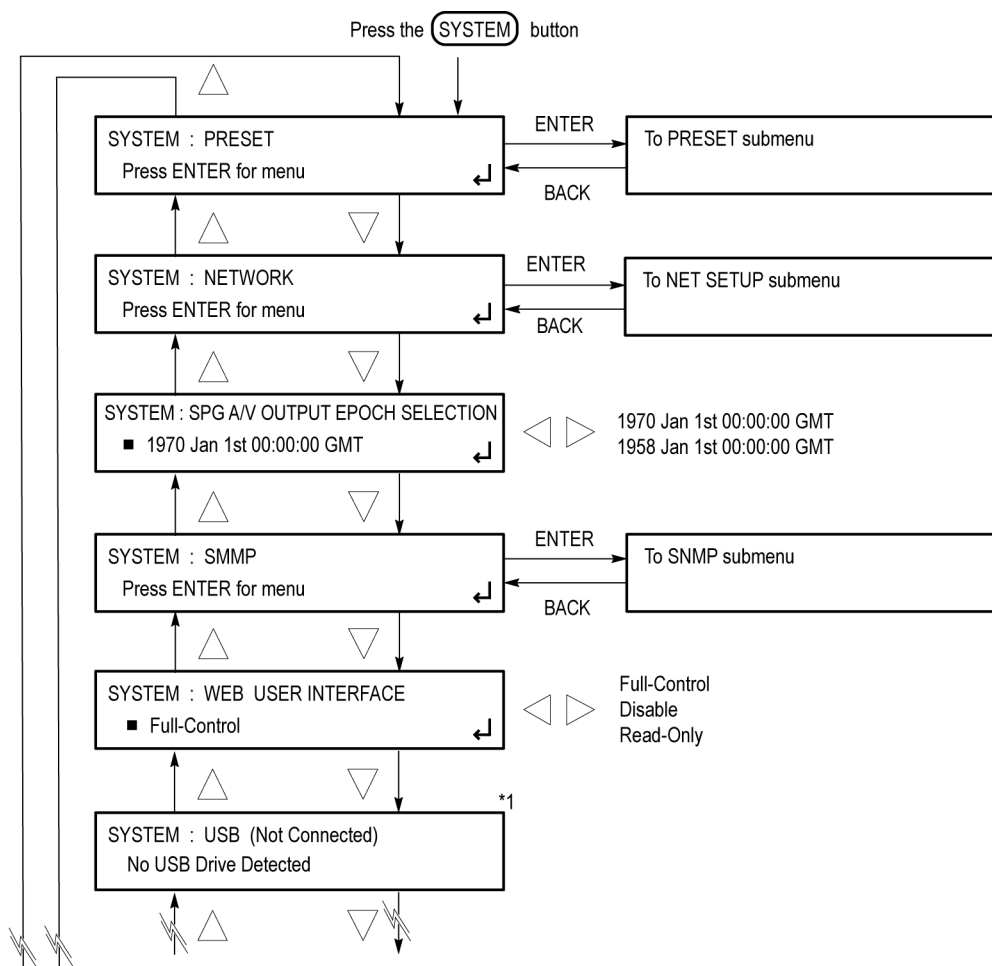 Press the SYSTEM button
SYSTEM : PRESET
Press ENTER for menu
ENTER
BACK
To PRESET submenu
SYSTEM : NETWORK
Press ENTER for menu
ENTER
BACK
To NET SETUP submenu
SYSTEM : SPG A/V OUTPUT EPOCH SELECTION
■ 1970 Jan 1st 00:00:00 GMT
1970 Jan 1st 00:00:00 GMT
1958 Jan 1st 00:00:00 GMT
SYSTEM : SMMP
Press ENTER for menu
ENTER
BACK
To SNMP submenu
SYSTEM : WEB USER INTERFACE
■ Full-Control
Full-Control
Disable
Read-Only
*1
SYSTEM : USB (Not Connected)
No USB Drive Detected